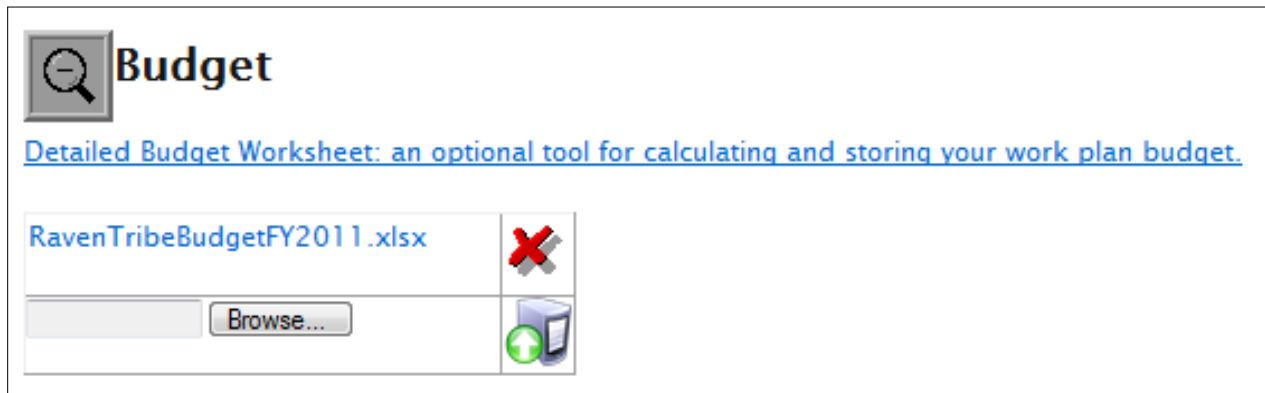 Budget
Detailed Budget Worksheet: an optional tool for calculating and storing your work plan budget.
RavenTribeBudgetFY2011.xlsx
Browse...